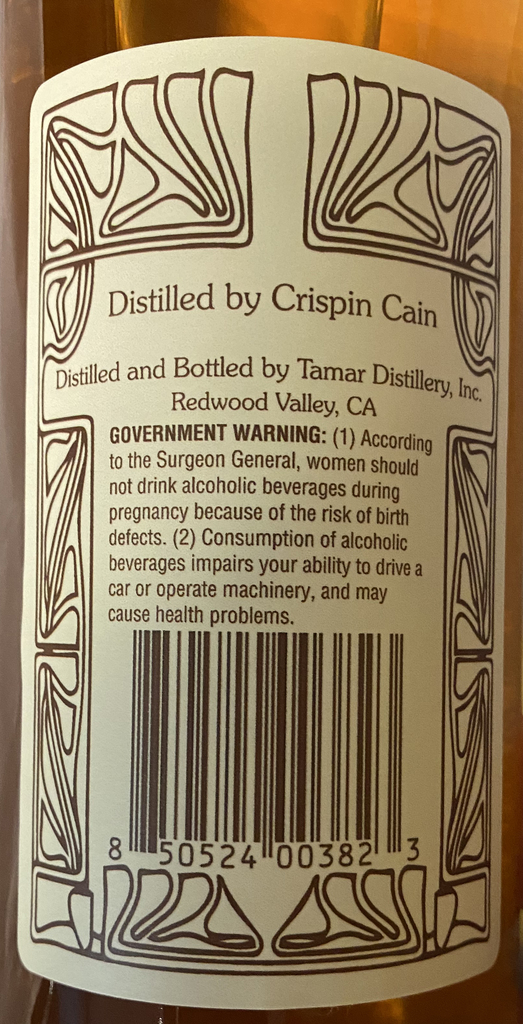 Distilled by Crispin Cain
Distilled and Bottled by Tamar Distillery, Inc.
Redwood Valley, CA
GOVERNMENT WARNING: (1) According
to the Surgeon General, women should
not drink alcoholic beverages during
pregnancy because of the risk of birth
defects. (2) Consumption of alcoholic
beverages impairs your ability to drive a
car or operate machinery, and may
cause health problems.
8 50524 00382 3